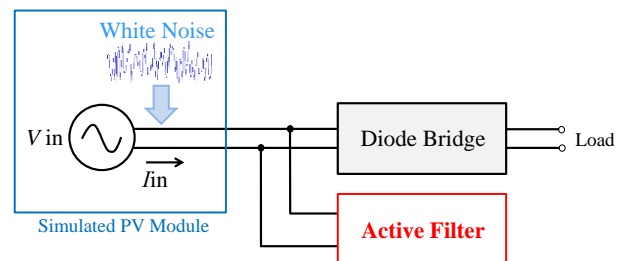 White Noise
V in
Iin
Diode Bridge
Load
Simulated PV Module
Active Filter